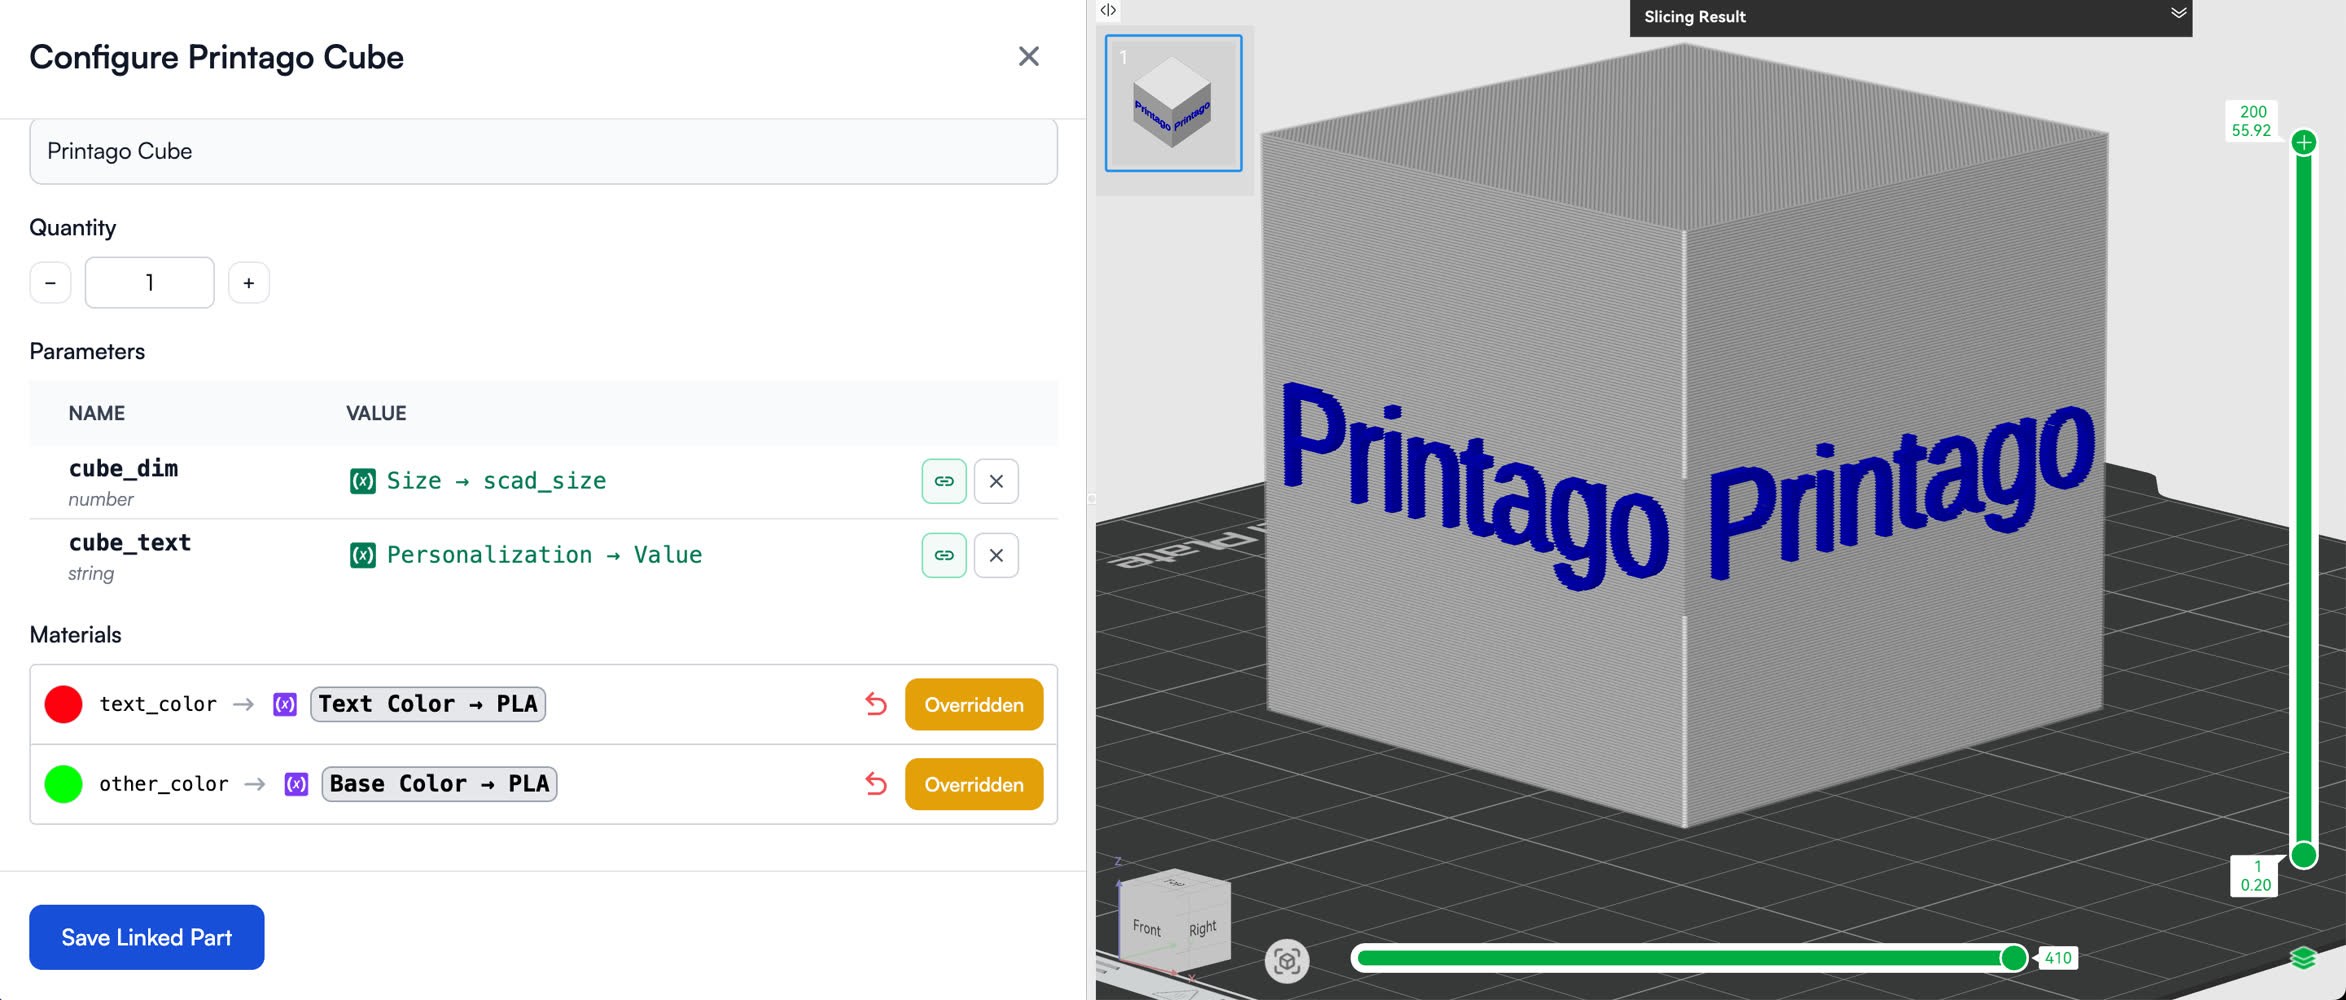 Configure Printago Cube
Printago Cube
Quantity
1
Parameters
NAME VALUE
cube_dim
number
(x) Size → scad_size
cube_text
string
(x) Personalization → Value
Materials
text_color → (x) Text Color → PLA Overridden
other_color → (x) Base Color → PLA Overridden
Save Linked Part
Slicing Result
1
Printago Printago
200
55.92
Printago Printago
Plate
1
0.20
Z
Top
Front Right
X
410